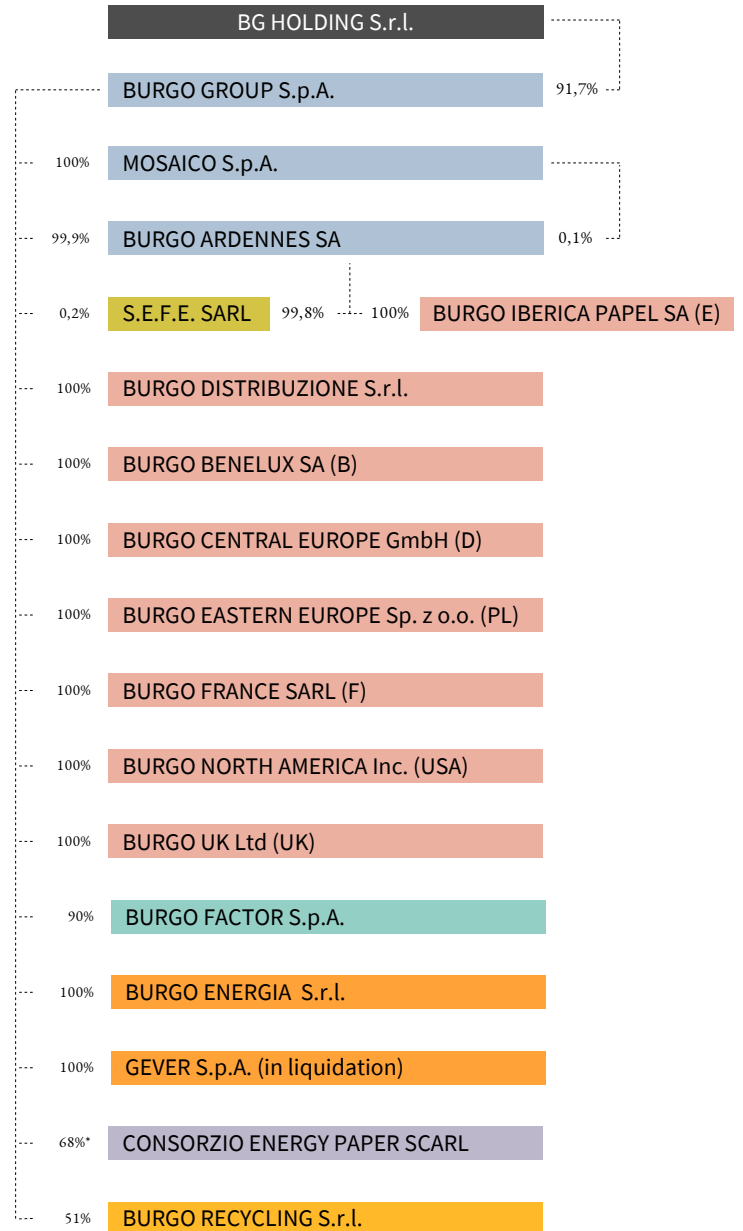 BG HOLDING S.r.l.
BURGO GROUP S.p.A. 91,7%
100% MOSAICO S.p.A.
99,9% BURGO ARDENNES SA 0,1%
0,2% S.E.F.E. SARL 99,8% 100% BURGO IBERICA PAPEL SA (E)
100% BURGO DISTRIBUZIONE S.r.l.
100% BURGO BENELUX SA (B)
100% BURGO CENTRAL EUROPE GmbH (D)
100% BURGO EASTERN EUROPE Sp. z o.o. (PL)
100% BURGO FRANCE SARL (F)
100% BURGO NORTH AMERICA Inc. (USA)
100% BURGO UK Ltd (UK)
90% BURGO FACTOR S.p.A.
100% BURGO ENERGIA S.r.l.
100% GEVER S.p.A. (in liquidation)
68%* CONSORZIO ENERGY PAPER SCARL
51% BURGO RECYCLING S.r.l.